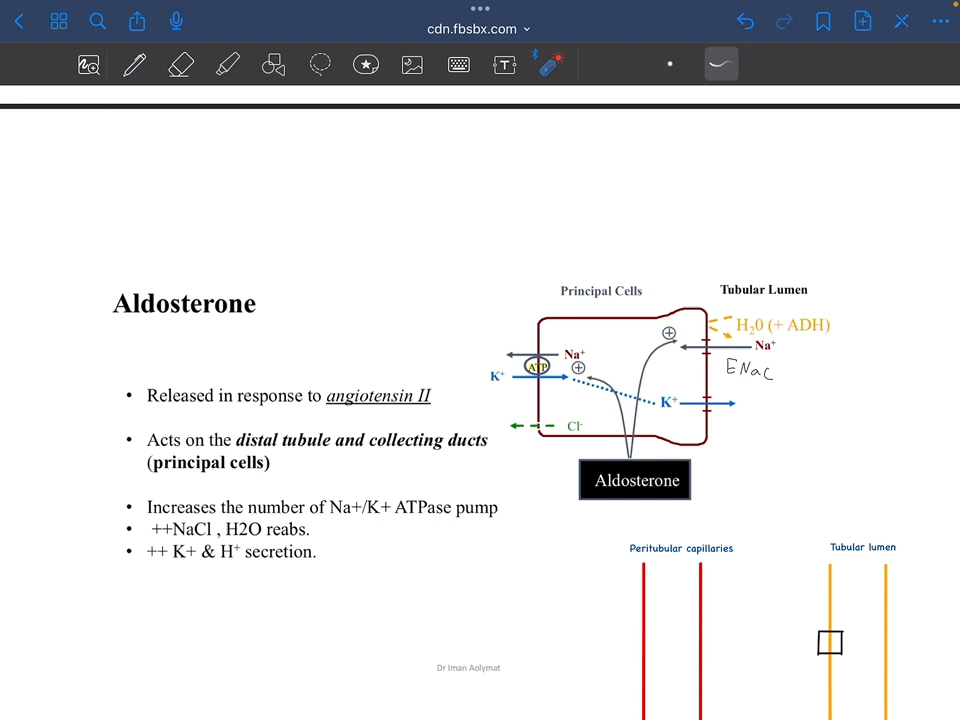 cdn.fbsbx.com
T
Principal Cells
Tubular Lumen
Aldosterone
H₂0 (+ ADH)
Na⁺
Na⁺
ENac
ATP
K⁺
K⁺
Cl⁻
Aldosterone
• Released in response to angiotensin II
• Acts on the distal tubule and collecting ducts
(principal cells)
• Increases the number of Na+/K+ ATPase pump
• ++NaCl , H2O reabs.
• ++ K+ & H⁺ secretion.
Peritubular capillaries
Tubular lumen
Dr Iman Aolymat